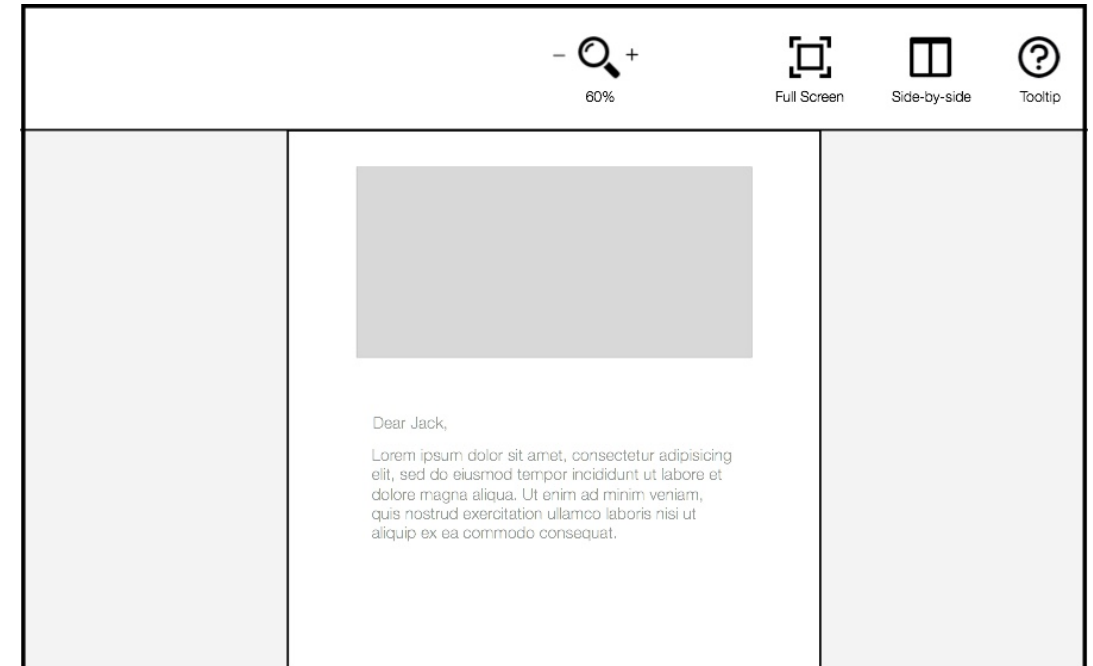 – +
60%
Full Screen
Side-by-side
Tooltip
Dear Jack,
Lorem ipsum dolor sit amet, consectetur adipisicing
elit, sed do eiusmod tempor incididunt ut labore et
dolore magna aliqua. Ut enim ad minim veniam,
quis nostrud exercitation ullamco laboris nisi ut
aliquip ex ea commodo consequat.